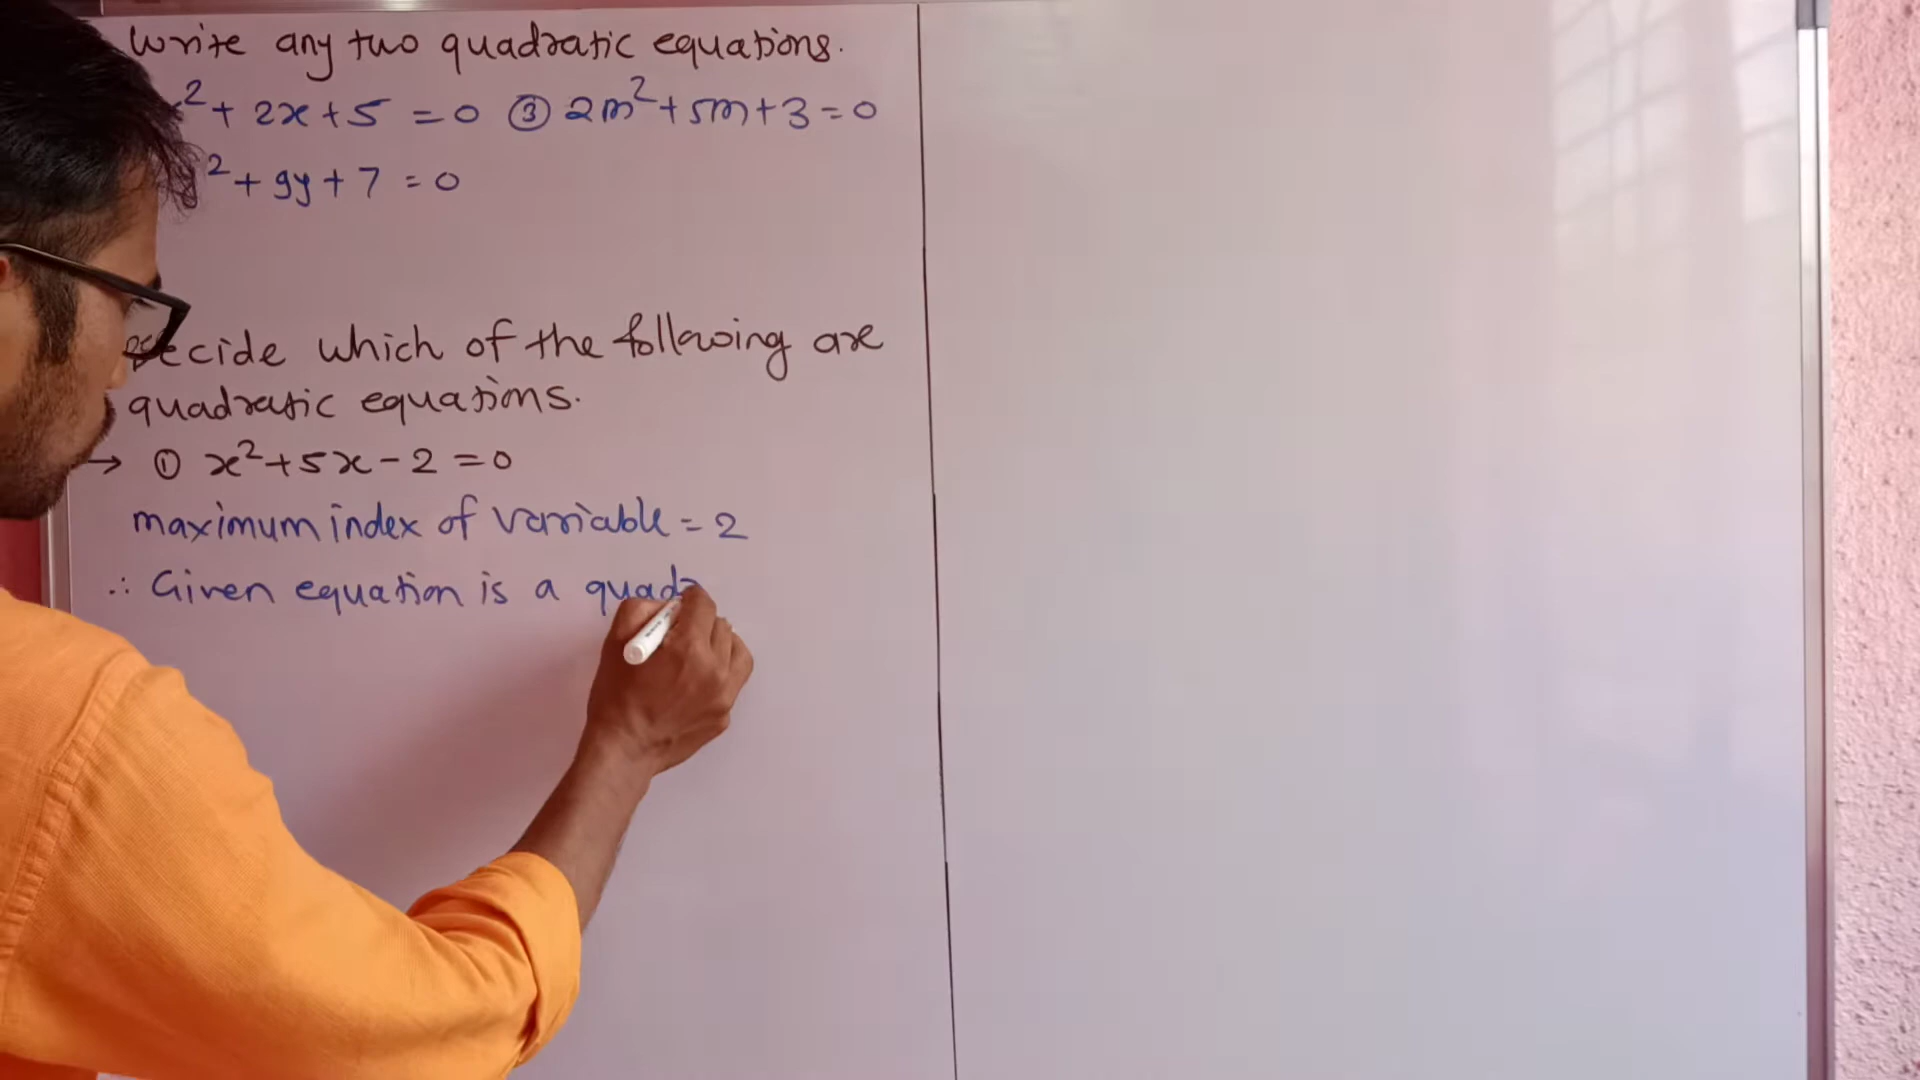 Write any two quadratic equations.
² + 2x + 5 = 0 ③ 2m² + 5m + 3 = 0
² + 9y + 7 = 0
Decide which of the following are
quadratic equations.
→ ① x² + 5x - 2 = 0
maximum index of variable = 2
∴ Given equation is a quad